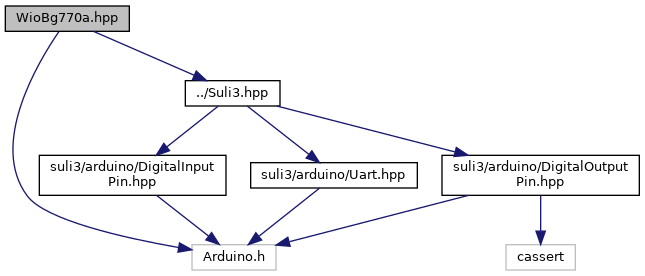 WioBg770a.hpp
../Suli3.hpp
suli3/arduino/DigitalInput
Pin.hpp
suli3/arduino/Uart.hpp
suli3/arduino/DigitalOutput
Pin.hpp
Arduino.h
cassert